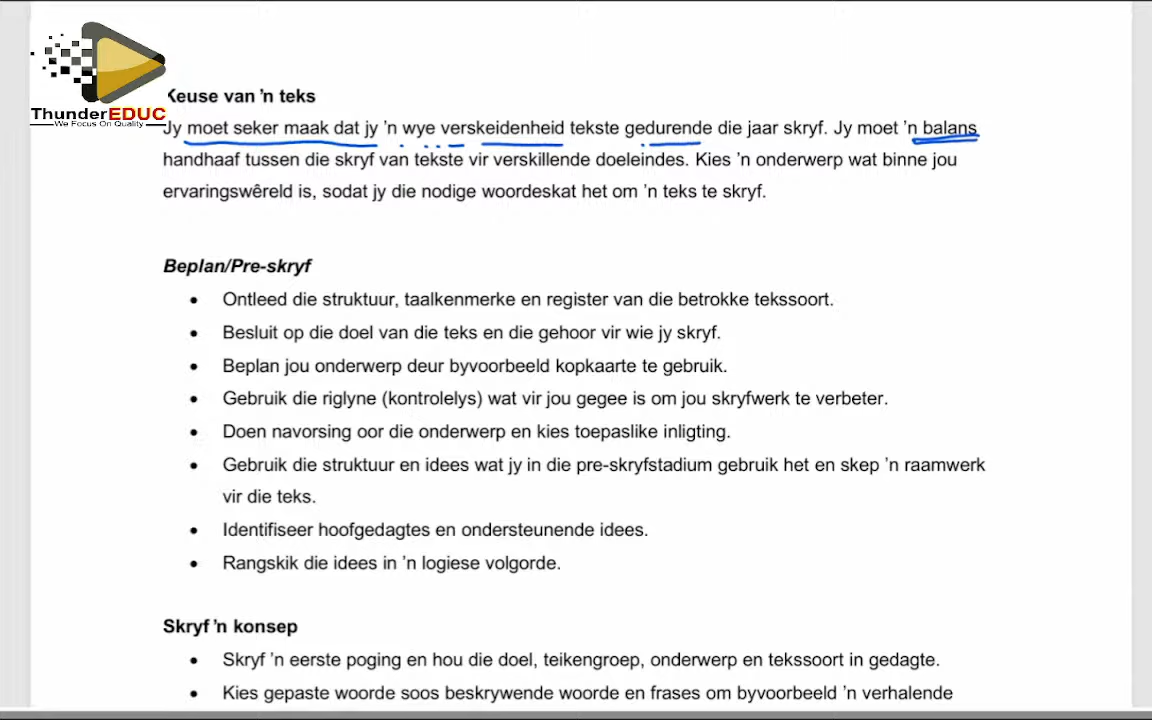 ThunderEDUC
We Focus On Quality
Keuse van 'n teks
Jy moet seker maak dat jy 'n wye verskeidenheid tekste gedurende die jaar skryf. Jy moet 'n balans
handhaaf tussen die skryf van tekste vir verskillende doeleindes. Kies 'n onderwerp wat binne jou
ervaringswêreld is, sodat jy die nodige woordeskat het om 'n teks te skryf.
Beplan/Pre-skryf
• Ontleed die struktuur, taalkenmerke en register van die betrokke tekssoort.
• Besluit op die doel van die teks en die gehoor vir wie jy skryf.
• Beplan jou onderwerp deur byvoorbeeld kopkaarte te gebruik.
• Gebruik die riglyne (kontrolelys) wat vir jou gegee is om jou skryfwerk te verbeter.
• Doen navorsing oor die onderwerp en kies toepaslike inligting.
• Gebruik die struktuur en idees wat jy in die pre-skryfstadium gebruik het en skep 'n raamwerk
vir die teks.
• Identifiseer hoofgedagtes en ondersteunende idees.
• Rangskik die idees in 'n logiese volgorde.
Skryf 'n konsep
• Skryf 'n eerste poging en hou die doel, teikengroep, onderwerp en tekssoort in gedagte.
• Kies gepaste woorde soos beskrywende woorde en frases om byvoorbeeld 'n verhalende